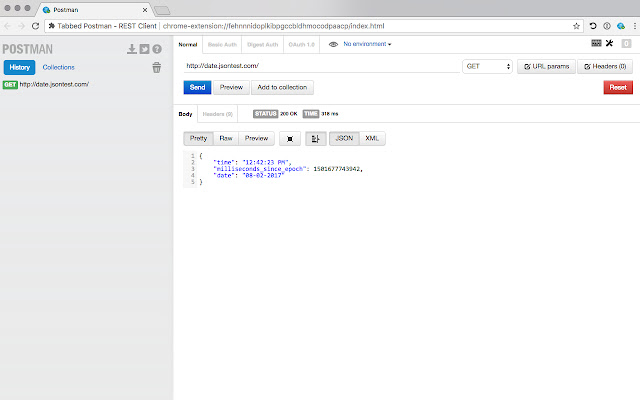 Postman
Tabbed Postman - REST Client | chrome-extension://fehnnnidoplkibpgccbldhmocodpaacp/index.html
POSTMAN
History Collections
GET http://date.jsontest.com/
Normal Basic Auth Digest Auth OAuth 1.0 No environment
http://date.jsontest.com/ GET URL params Headers (0)
Send Preview Add to collection Reset
Body Headers (8) STATUS 200 OK TIME 318 ms
Pretty Raw Preview JSON XML
1 {
2 "time": "12:42:23 PM",
3 "milliseconds_since_epoch": 1501677743942,
4 "date": "08-02-2017"
5 }